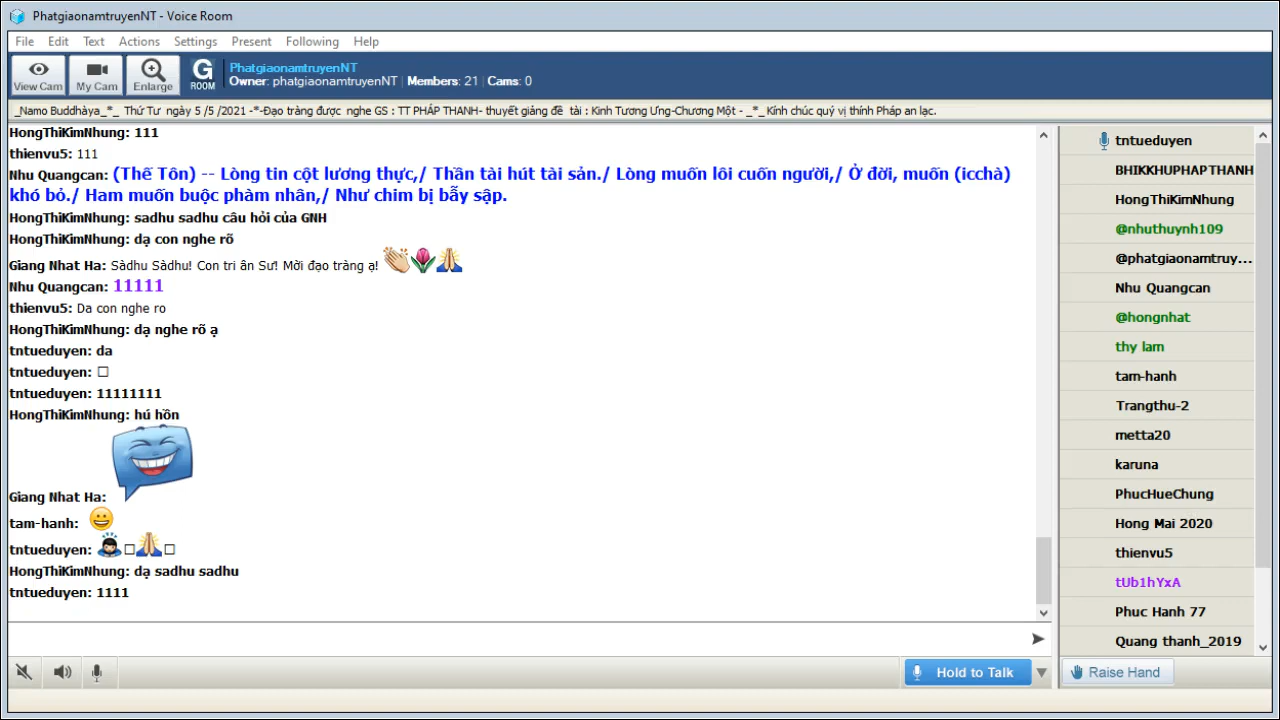 PhatgiaonamtruyenNT - Voice Room
File Edit Text Actions Settings Present Following Help
View Cam
My Cam
Enlarge
G
ROOM
PhatgiaonamtruyenNT
Owner: phatgiaonamtruyenNT | Members: 21 | Cams: 0
_Namo Buddhàya_*_ Thứ Tư ngày 5 /5 /2021 -*-Đạo tràng được nghe GS : TT PHÁP THANH- thuyết giảng đề tài : Kinh Tương Ưng-Chương Một - _*_ Kính chúc quý vị thính Pháp an lạc.
HongThiKimNhung: 111
thienvu5: 111
Nhu Quangcan: (Thế Tôn) -- Lòng tin cột lương thực,/ Thần tài hút tài sản./ Lòng muốn lôi cuốn người,/ Ở đời, muốn (icchà)
khó bỏ./ Ham muốn buộc phàm nhân,/ Như chim bị bẫy sập.
HongThiKimNhung: sadhu sadhu câu hỏi của GNH
HongThiKimNhung: dạ con nghe rõ
Giang Nhat Ha: Sàdhu Sàdhu! Con tri ân Sư! Mời đạo tràng ạ!
Nhu Quangcan: 11111
thienvu5: Da con nghe ro
HongThiKimNhung: dạ nghe rõ ạ
tntueduyen: da
tntueduyen: □
tntueduyen: 11111111
HongThiKimNhung: hú hồn
Giang Nhat Ha:
tam-hanh:
tntueduyen: □ □
HongThiKimNhung: dạ sadhu sadhu
tntueduyen: 1111
Hold to Talk
tntueduyen
BHIKKHUPHAPTHANH
HongThiKimNhung
@nhuthuynh109
@phatgiaonamtruy...
Nhu Quangcan
@hongnhat
thy lam
tam-hanh
Trangthu-2
metta20
karuna
PhucHueChung
Hong Mai 2020
thienvu5
tUb1hYxA
Phuc Hanh 77
Quang thanh_2019
Raise Hand